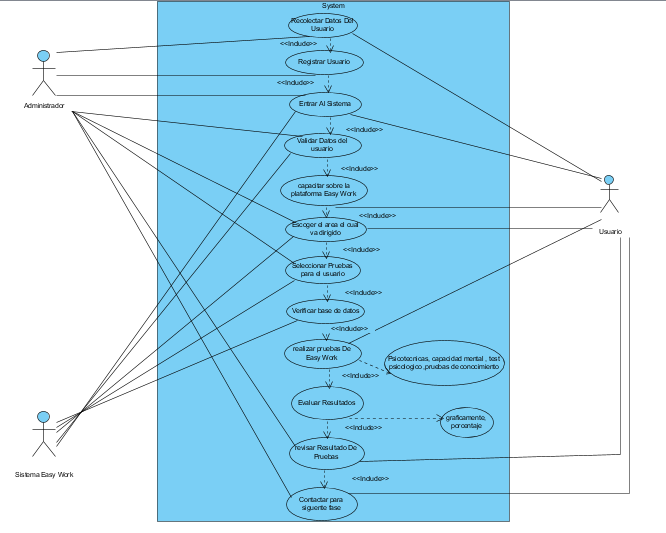 System
Recolectar Datos Del
Usuario
<<Include>>
Registrar Usuario
<<Include>>
Entrar Al Sistema
<<Include>>
Validar Datos del
usuario
<<Include>>
capacitar sobre la
plataforma Easy Work
<<Include>>
Escoger el area el cual
va dirigido
<<Include>>
Seleccionar Pruebas
para el usuario
<<Include>>
Verificar base de datos
<<Include>>
realizar pruebas DE
Easy Work
Psicotecnicas, capacidad mental , test
psicologico ,pruebas de conocimiento
<<Include>>
Evaluar Resultados
graficamente,
porcentaje
<<Include>>
revisar Resultado De
Pruebas
<<Include>>
Contactar para
siguente fase
Administrador
Usuario
Sistema Easy Work